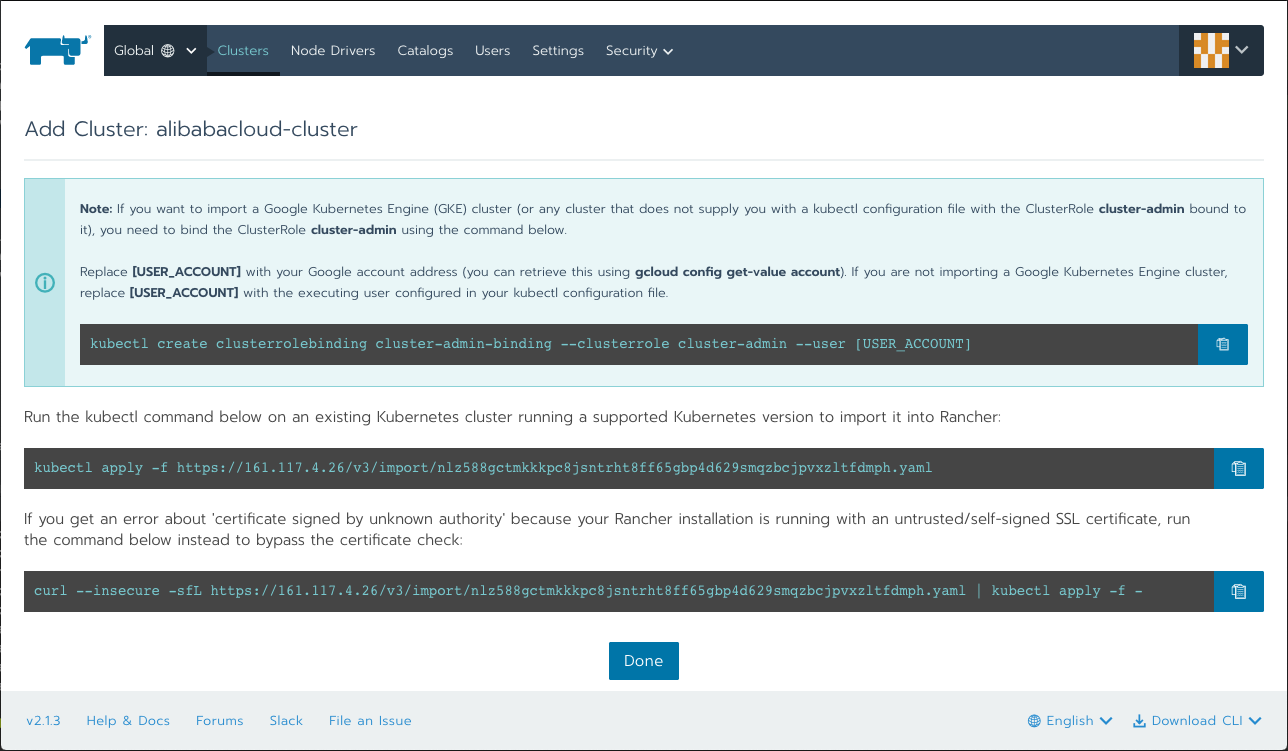 Global
Clusters
Node Drivers
Catalogs
Users
Settings
Security
Add Cluster: alibabacloud-cluster
Note: If you want to import a Google Kubernetes Engine (GKE) cluster (or any cluster that does not supply you with a kubectl configuration file with the ClusterRole cluster-admin bound to
it), you need to bind the ClusterRole cluster-admin using the command below.
Replace [USER_ACCOUNT] with your Google account address (you can retrieve this using gcloud config get-value account). If you are not importing a Google Kubernetes Engine cluster,
replace [USER_ACCOUNT] with the executing user configured in your kubectl configuration file.
kubectl create clusterrolebinding cluster-admin-binding --clusterrole cluster-admin --user [USER_ACCOUNT]
Run the kubectl command below on an existing Kubernetes cluster running a supported Kubernetes version to import it into Rancher:
kubectl apply -f https://161.117.4.26/v3/import/nlz588gctmkkkpc8jsntrht8ff65gbp4d629smqzbcjpvxzltfdmph.yaml
If you get an error about 'certificate signed by unknown authority' because your Rancher installation is running with an untrusted/self-signed SSL certificate, run
the command below instead to bypass the certificate check:
curl --insecure -sfL https://161.117.4.26/v3/import/nlz588gctmkkkpc8jsntrht8ff65gbp4d629smqzbcjpvxzltfdmph.yaml | kubectl apply -f -
Done
v2.1.3
Help & Docs
Forums
Slack
File an Issue
English
Download CLI